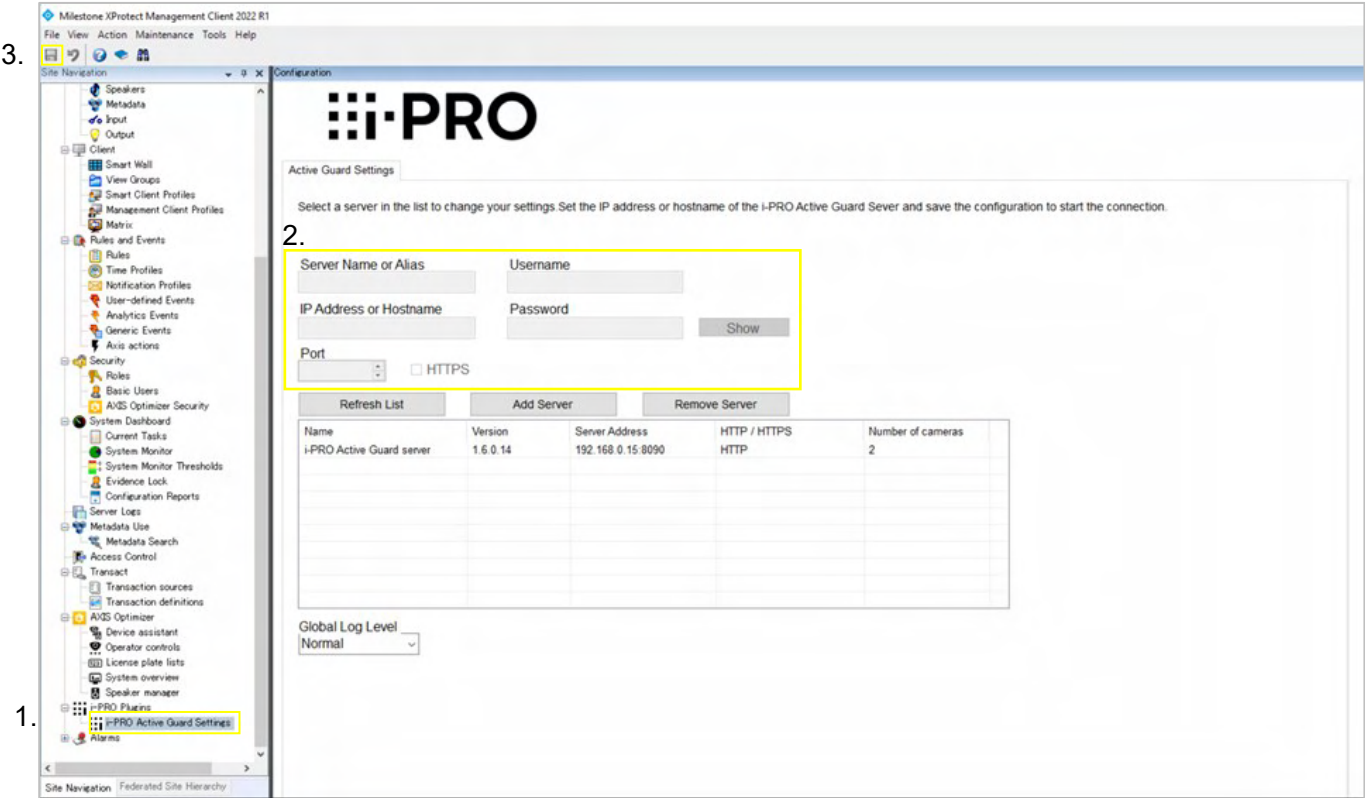 Milestone XProtect Management Client 2022 R1
File View Action Maintenance Tools Help
3.
Site Navigation
Configuration
Speakers
Metadata
Input
Output
Client
Smart Wall
View Groups
Smart Client Profiles
Management Client Profiles
Matrix
Rules and Events
Rules
Time Profiles
Notification Profiles
User-defined Events
Analytics Events
Generic Events
Axis actions
Security
Roles
Basic Users
AXIS Optimizer Security
System Dashboard
Current Tasks
System Monitor
System Monitor Thresholds
Evidence Lock
Configuration Reports
Server Logs
Metadata Use
Metadata Search
Access Control
Transact
Transaction sources
Transaction definitions
AXIS Optimizer
Device assistant
Operator controls
License plate lists
System overview
Speaker manager
i-PRO Plugins
1.
i-PRO Active Guard Settings
Alarms
Site Navigation Federated Site Hierarchy
i-PRO
Active Guard Settings
Select a server in the list to change your settings.Set the IP address or hostname of the i-PRO Active Guard Sever and save the configuration to start the connection.
2.
Server Name or Alias Username
IP Address or Hostname Password
Show
Port
HTTPS
Refresh List Add Server Remove Server
Name Version Server Address HTTP / HTTPS Number of cameras
i-PRO Active Guard server 1.6.0.14 192.168.0.15:8090 HTTP 2
Global Log Level
Normal